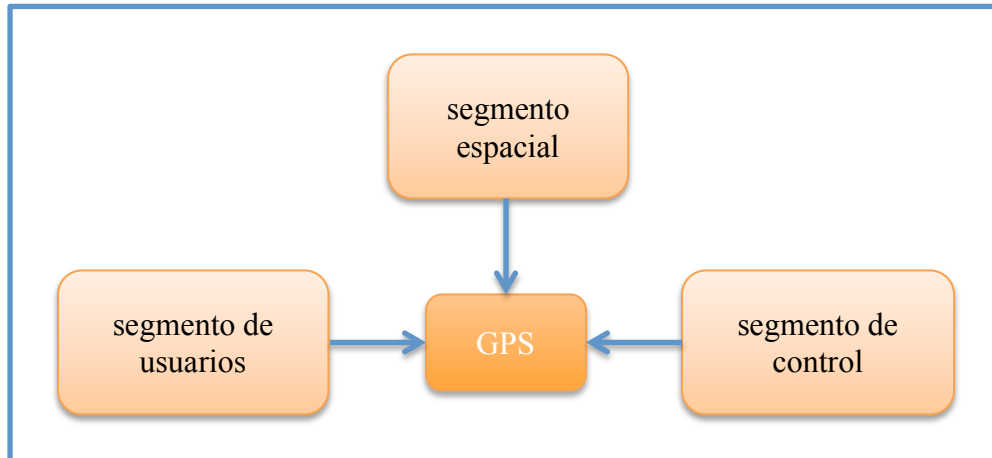 segmento
espacial
segmento de
usuarios
GPS
segmento de
control